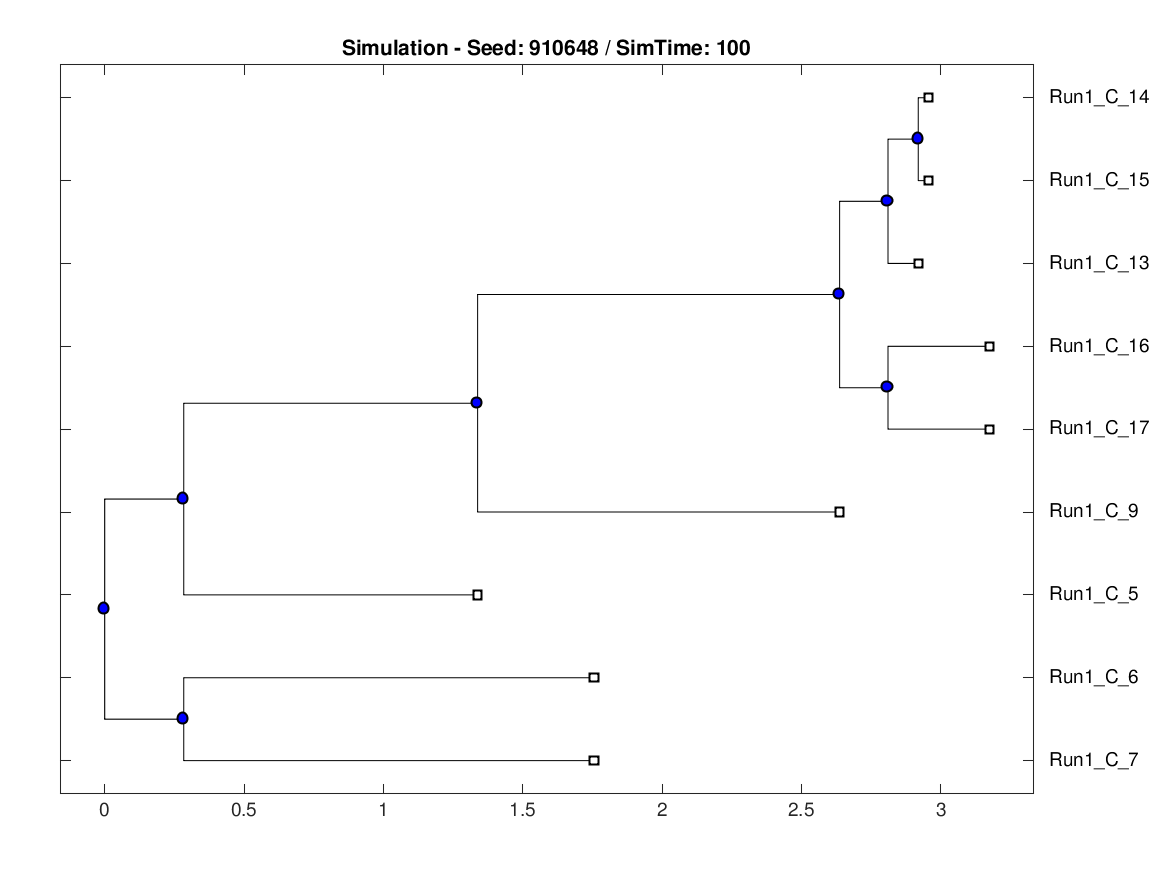 Simulation - Seed: 910648 / SimTime: 100
Run1_C_14
Run1_C_15
Run1_C_13
Run1_C_16
Run1_C_17
Run1_C_9
Run1_C_5
Run1_C_6
Run1_C_7
0 0.5 1 1.5 2 2.5 3